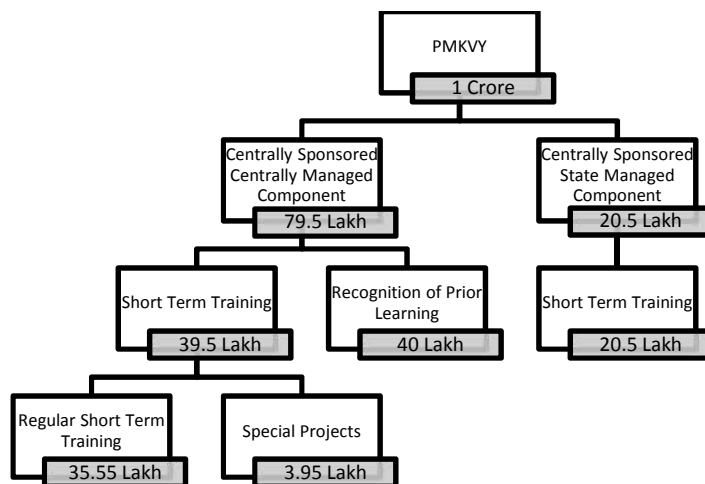 PMKVY
1 Crore
Centrally Sponsored
Centrally Managed
Component
79.5 Lakh
Centrally Sponsored
State Managed
Component
20.5 Lakh
Short Term Training
39.5 Lakh
Recognition of Prior
Learning
40 Lakh
Short Term Training
20.5 Lakh
Regular Short Term
Training
35.55 Lakh
Special Projects
3.95 Lakh